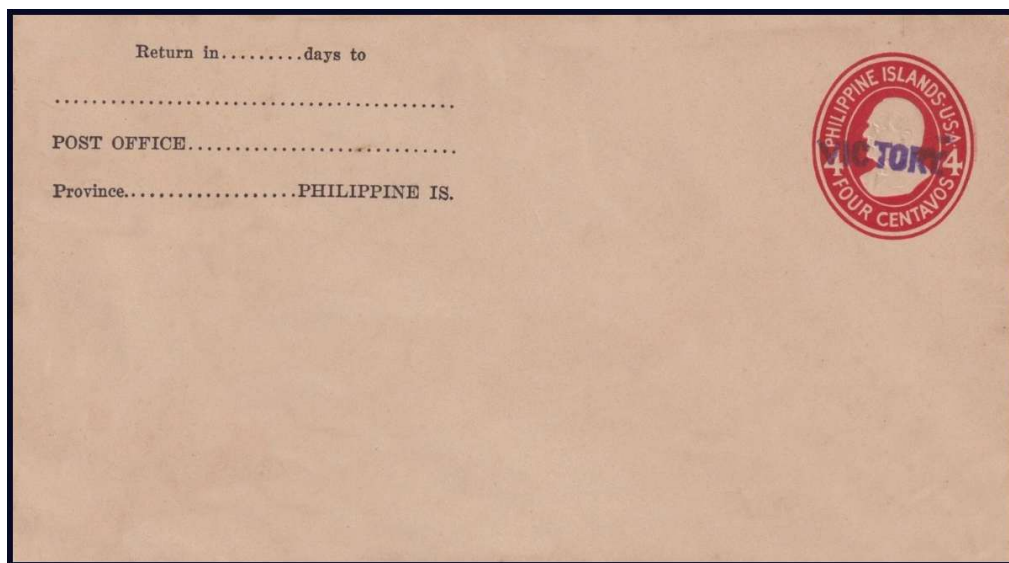 Return in.........days to
POST OFFICE.............................
Province...................PHILIPPINE IS.
PHILIPPINE ISLANDS·U·S·A·
VICTORY
4 4
FOUR CENTAVOS